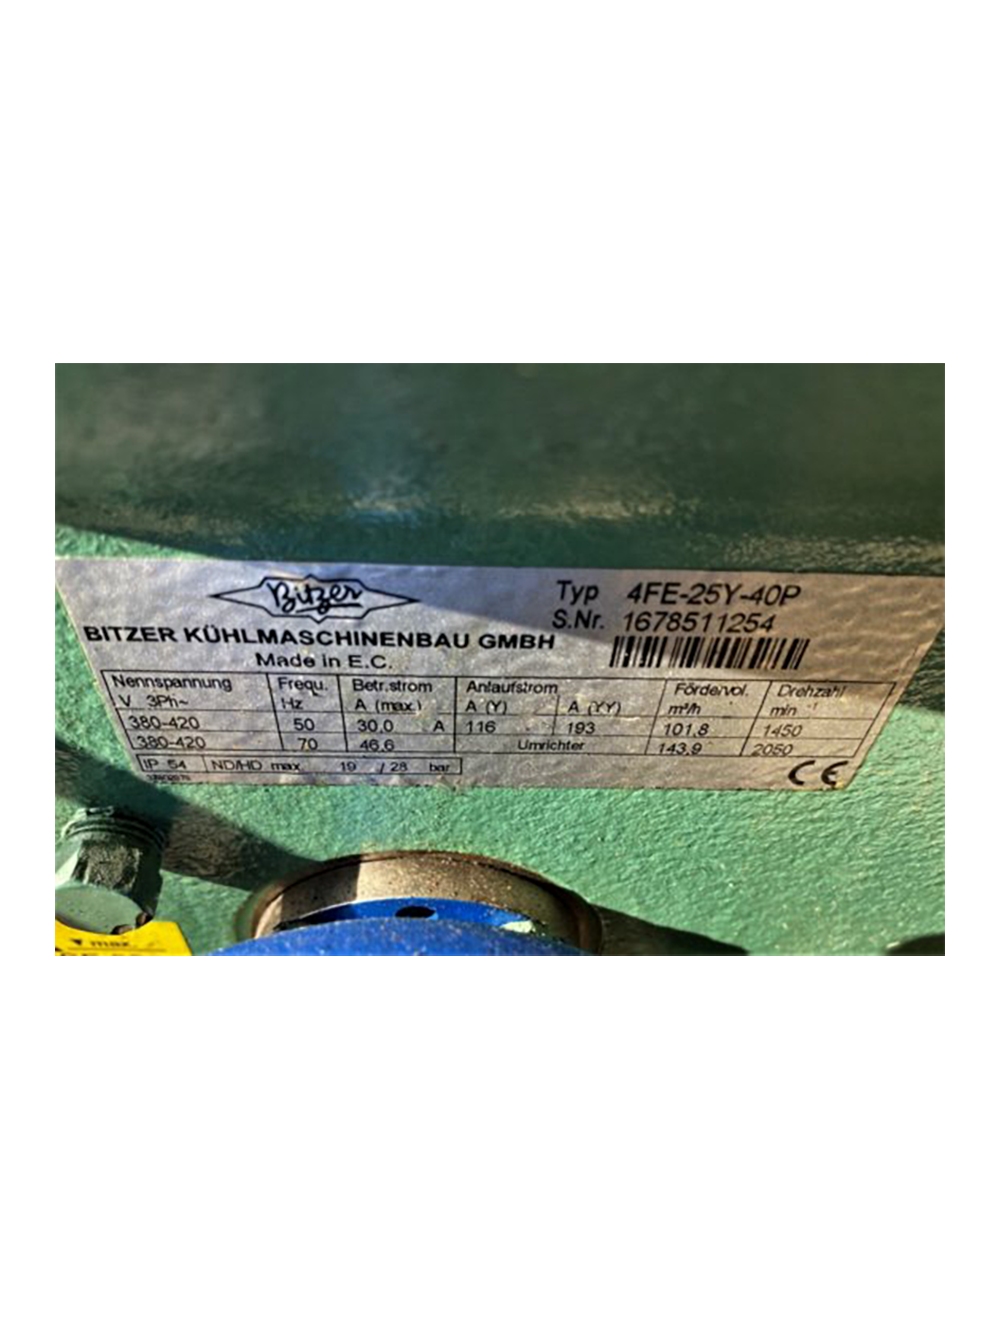 Bitzer
BITZER KÜHLMASCHINENBAU GMBH
Made in E.C.
Typ 4FE-25Y-40P
S.Nr. 1678511254
Nennspannung Frequ. Betr.strom Anlaufstrom Fördervol. Drehzahl
V 3Ph~ Hz A (max.) A (Y) A (YY) m³/h min -1
380-420 50 30,0 A 116 193 101,8 1450
380-420 70 46,6 Umrichter 143,9 2050
IP 54 ND/HD max. 19 / 28 bar
CE
max